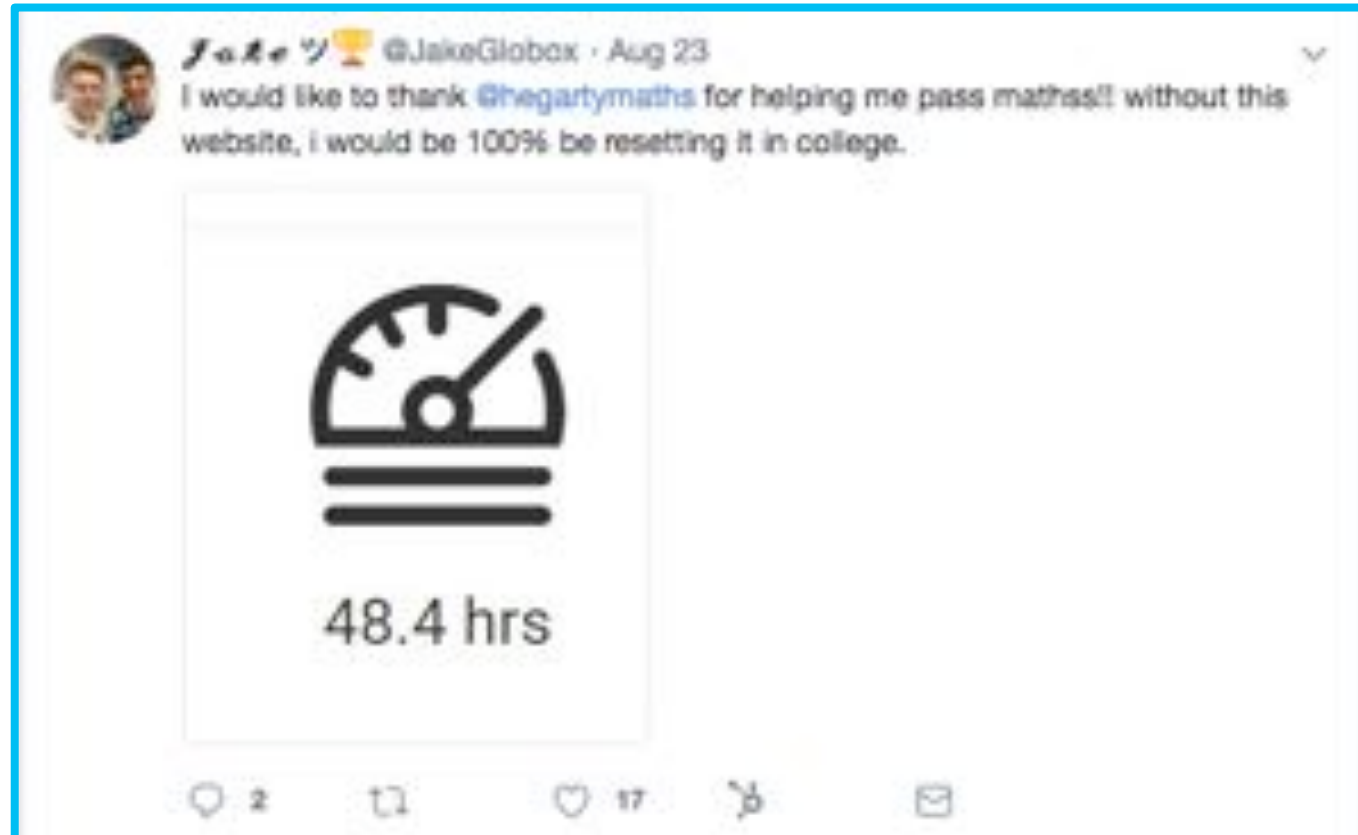 Jake ツ🏆 @JakeGlobox · Aug 23
I would like to thank @hegartymaths for helping me pass mathss!! without this
website, i would be 100% be resetting it in college.
48.4 hrs
2 17